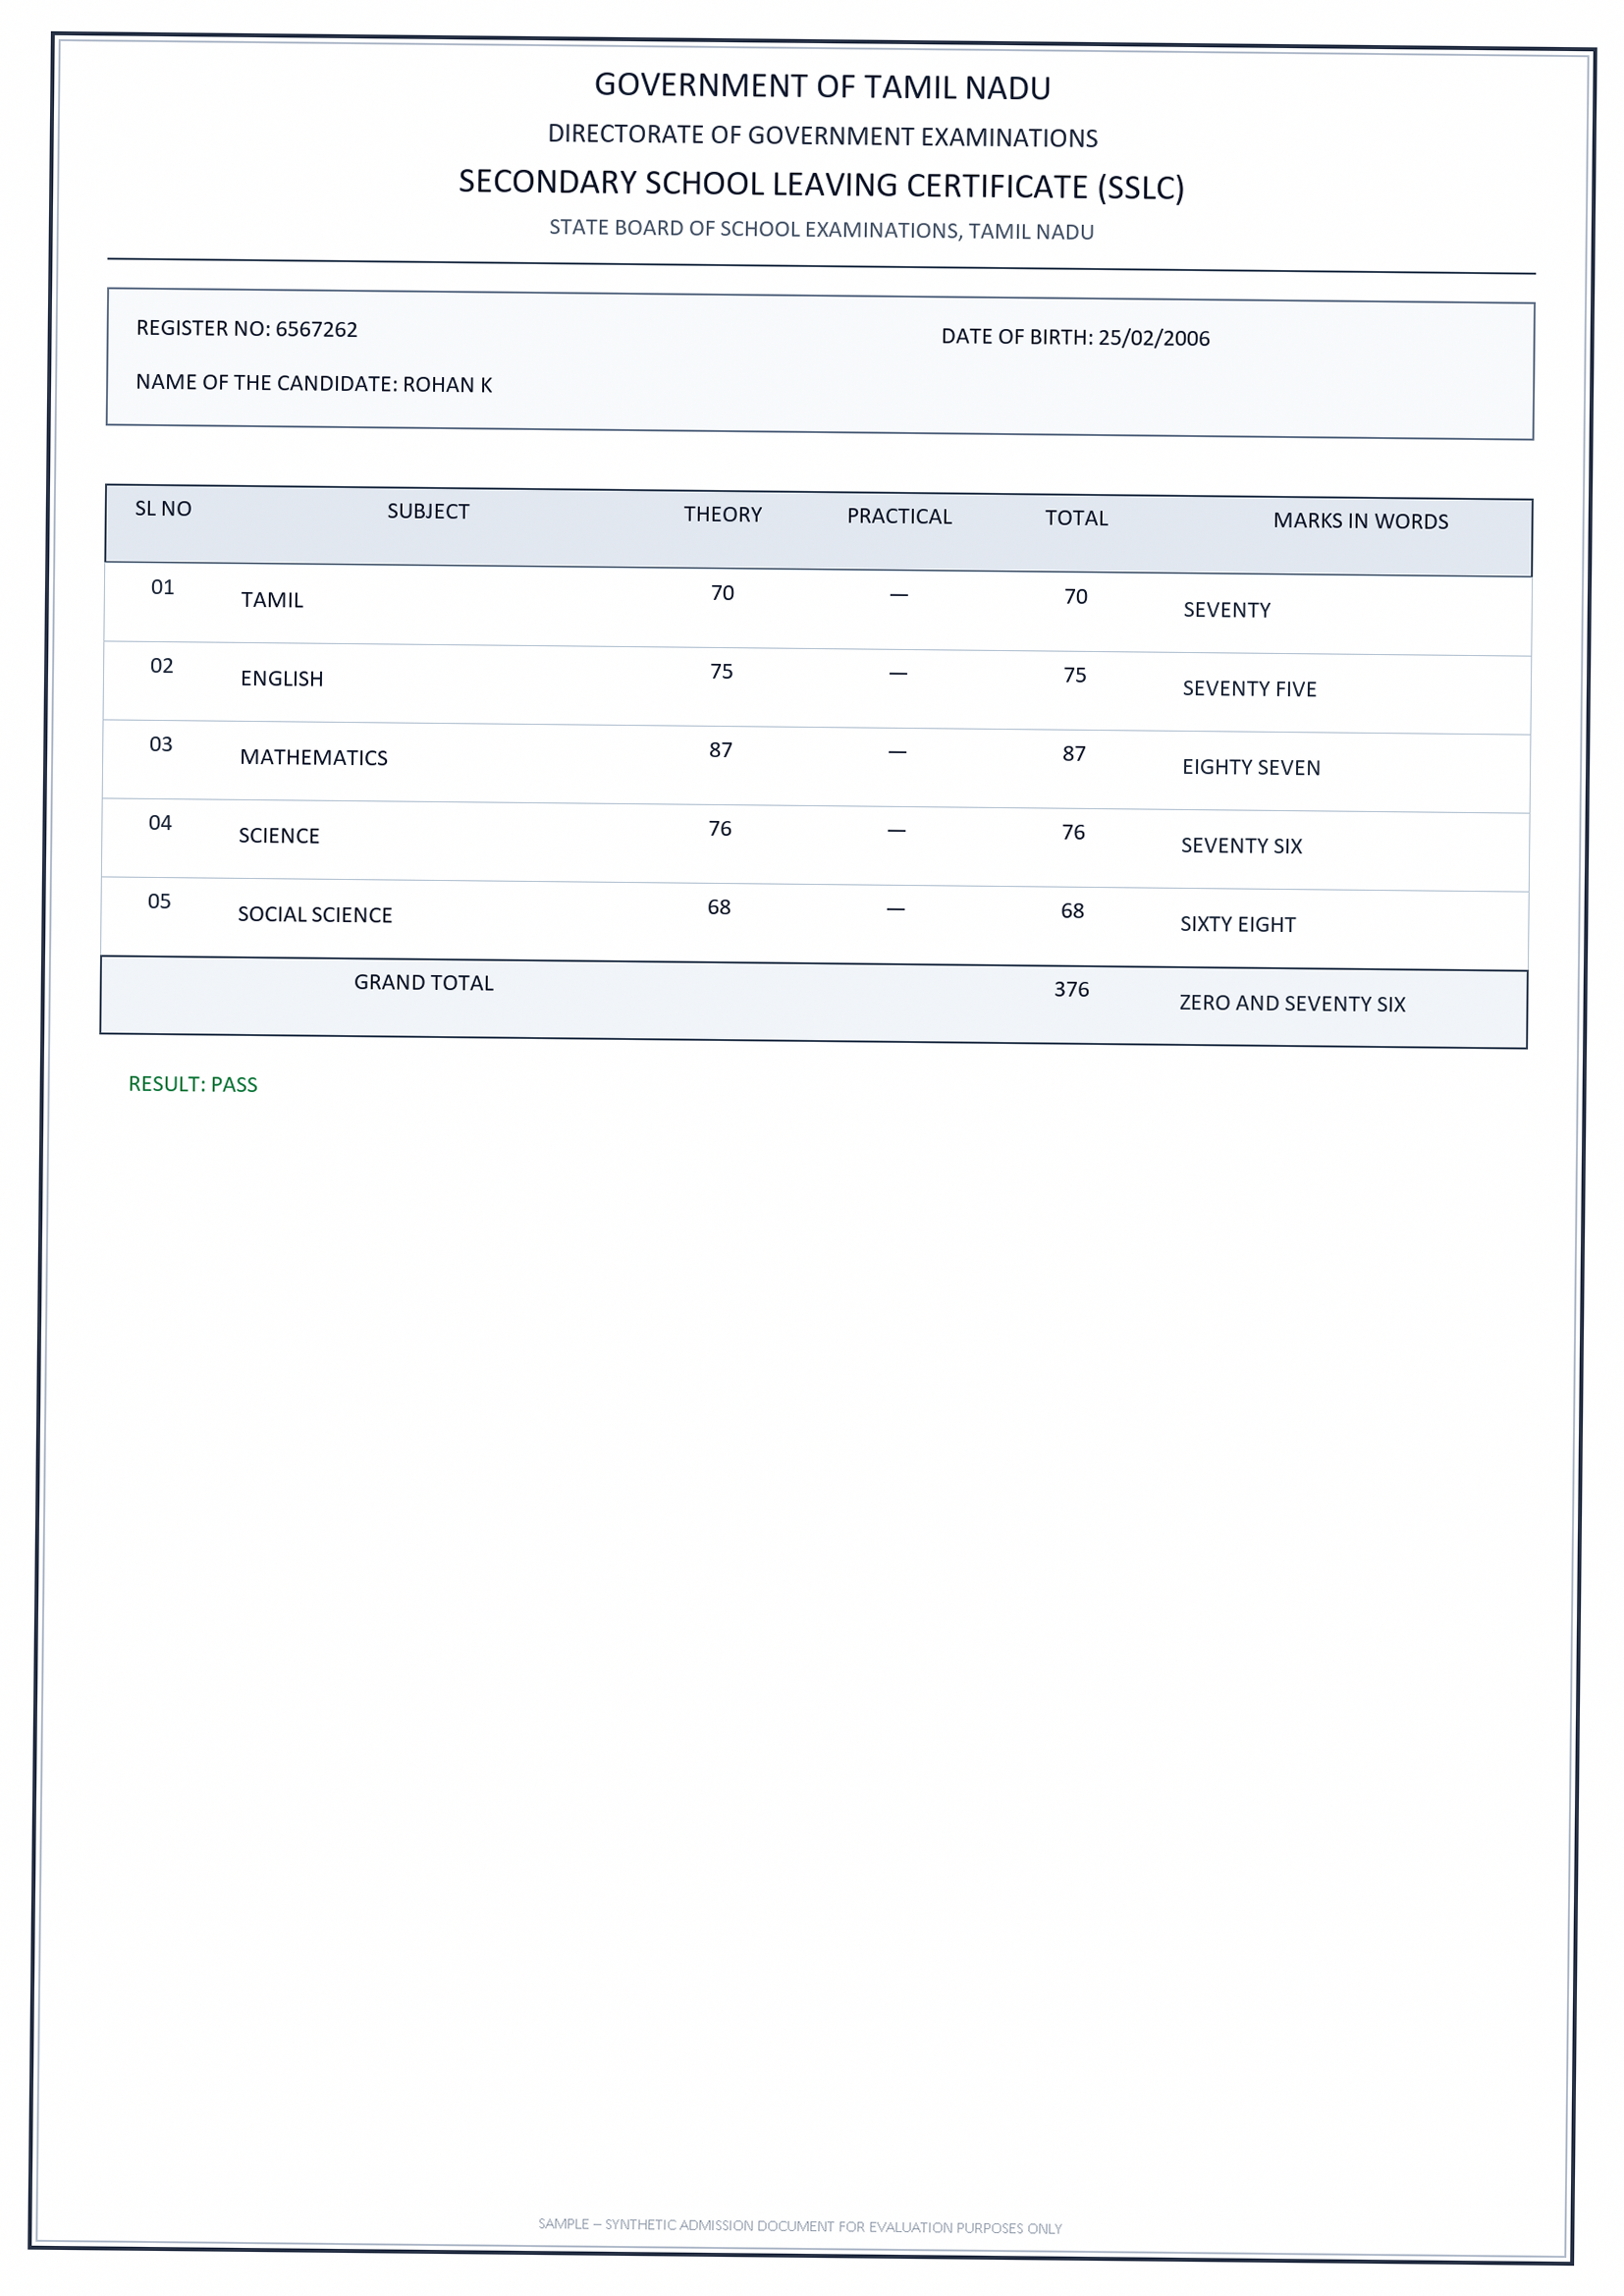 GOVERNMENT OF TAMIL NADU
DIRECTORATE OF GOVERNMENT EXAMINATIONS
SECONDARY SCHOOL LEAVING CERTIFICATE (SSLC)
STATE BOARD OF SCHOOL EXAMINATIONS, TAMIL NADU
REGISTER NO: 6567262 DATE OF BIRTH: 25/02/2006
NAME OF THE CANDIDATE: ROHAN K
SL NO SUBJECT THEORY PRACTICAL TOTAL MARKS IN WORDS
01 TAMIL 70 — 70 SEVENTY
02 ENGLISH 75 — 75 SEVENTY FIVE
03 MATHEMATICS 87 — 87 EIGHTY SEVEN
04 SCIENCE 76 — 76 SEVENTY SIX
05 SOCIAL SCIENCE 68 — 68 SIXTY EIGHT
GRAND TOTAL 376 ZERO AND SEVENTY SIX
RESULT: PASS
SAMPLE – SYNTHETIC ADMISSION DOCUMENT FOR EVALUATION PURPOSES ONLY